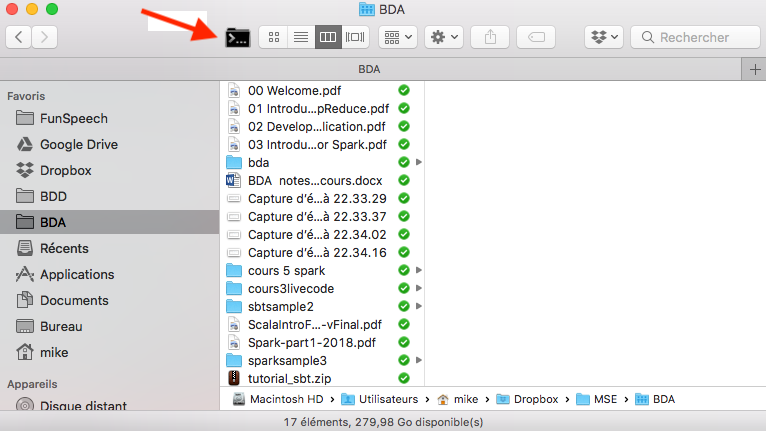 BDA
>...
Rechercher
BDA
+
Favoris
FunSpeech
Google Drive
Dropbox
BDD
BDA
Récents
Applications
Documents
Bureau
mike
Appareils
Disque distant
00 Welcome.pdf
01 Introdu...pReduce.pdf
02 Develop...lication.pdf
03 Introdu...or Spark.pdf
bda
BDA notes...cours.docx
Capture d'é...à 22.33.29
Capture d'é...à 22.33.37
Capture d'é...à 22.34.02
Capture d'é...à 22.34.16
cours 5 spark
cours3livecode
sbtsample2
ScalaIntroF...-vFinal.pdf
Spark-part1-2018.pdf
sparksample3
tutorial_sbt.zip
Macintosh HD > Utilisateurs > mike > Dropbox > MSE > BDA
17 éléments, 279,98 Go disponible(s)